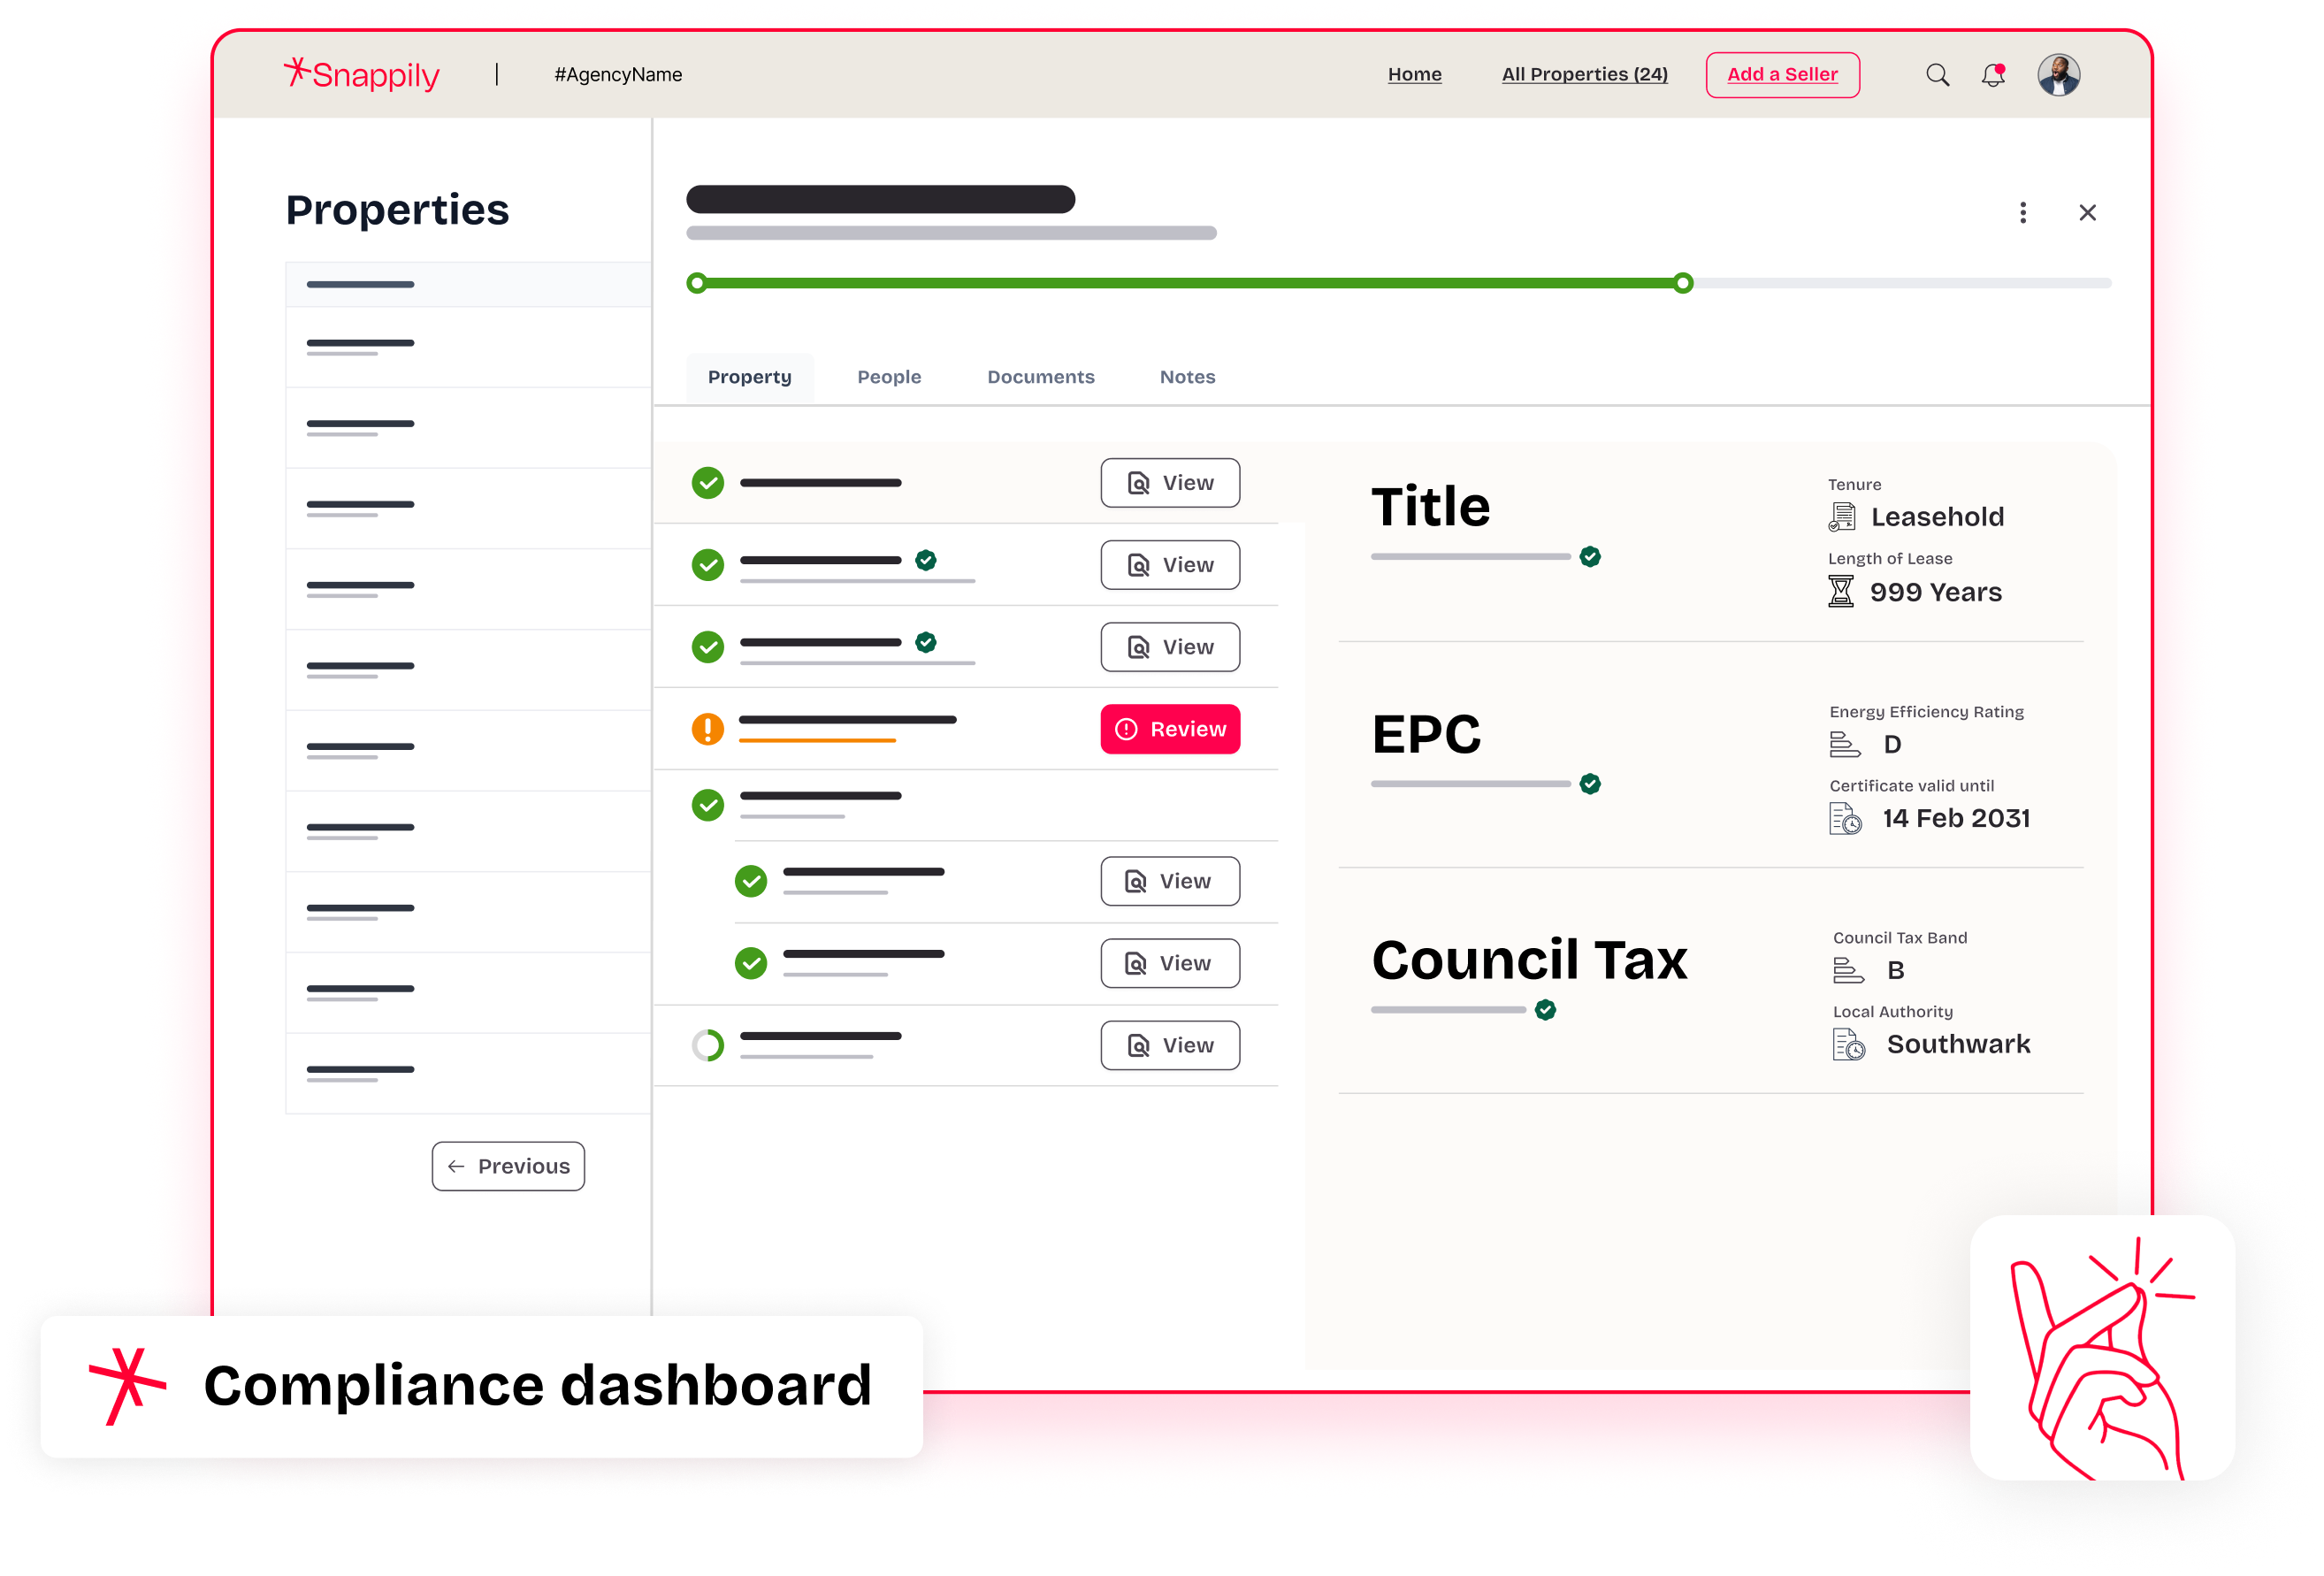 Snappily
#AgencyName
Home
All Properties (24)
Add a Seller
Properties
Previous
Property
People
Documents
Notes
View
View
View
Review
View
View
View
Title
Tenure
Leasehold
Length of Lease
999 Years
EPC
Energy Efficiency Rating
D
Certificate valid until
14 Feb 2031
Council Tax
Council Tax Band
B
Local Authority
Southwark
Compliance dashboard